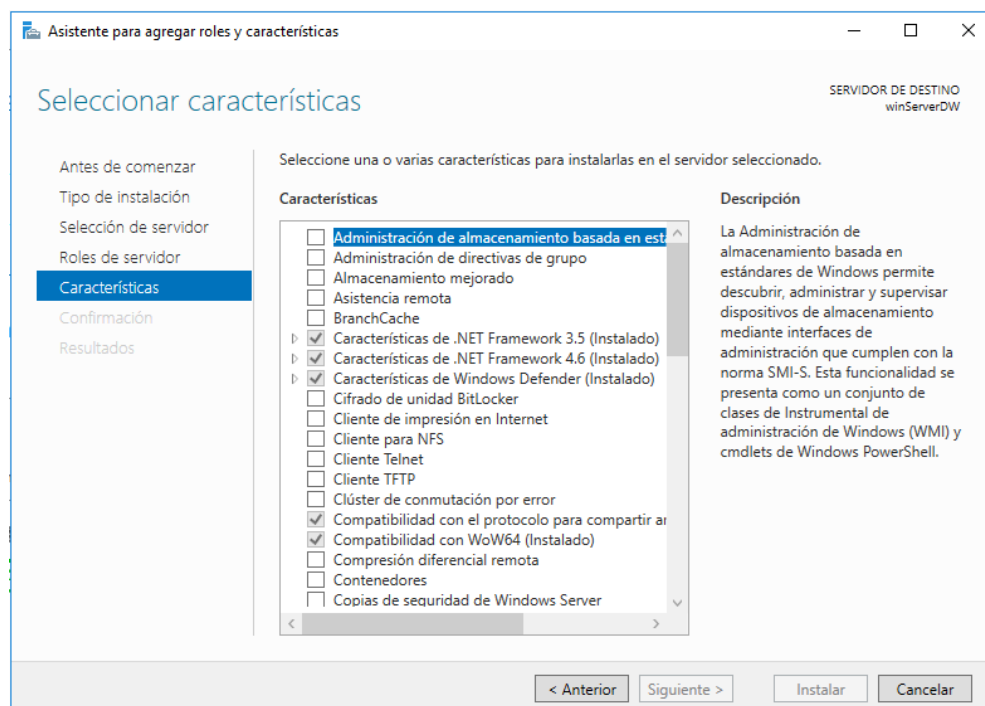 Asistente para agregar roles y características
Seleccionar características
SERVIDOR DE DESTINO
winServerDW
Antes de comenzar
Tipo de instalación
Selección de servidor
Roles de servidor
Características
Confirmación
Resultados
Seleccione una o varias características para instalarlas en el servidor seleccionado.
Características
Administración de almacenamiento basada en
Administración de directivas de grupo
Almacenamiento mejorado
Asistencia remota
BranchCache
Características de .NET Framework 3.5 (Instalado)
Características de .NET Framework 4.6 (Instalado)
Características de Windows Defender (Instalado)
Cifrado de unidad BitLocker
Cliente de impresión en Internet
Cliente para NFS
Cliente Telnet
Cliente TFTP
Clúster de conmutación por error
Compatibilidad con el protocolo para compartir
Compatibilidad con WoW64 (Instalado)
Compresión diferencial remota
Contenedores
Copias de seguridad de Windows Server
Descripción
La Administración de
almacenamiento basada en
estándares de Windows permite
descubrir, administrar y supervisar
dispositivos de almacenamiento
mediante interfaces de
administración que cumplen con la
norma SMI-S. Esta funcionalidad se
presenta como un conjunto de
clases de Instrumental de
administración de Windows (WMI) y
cmdlets de Windows PowerShell.
< Anterior
Siguiente >
Instalar
Cancelar